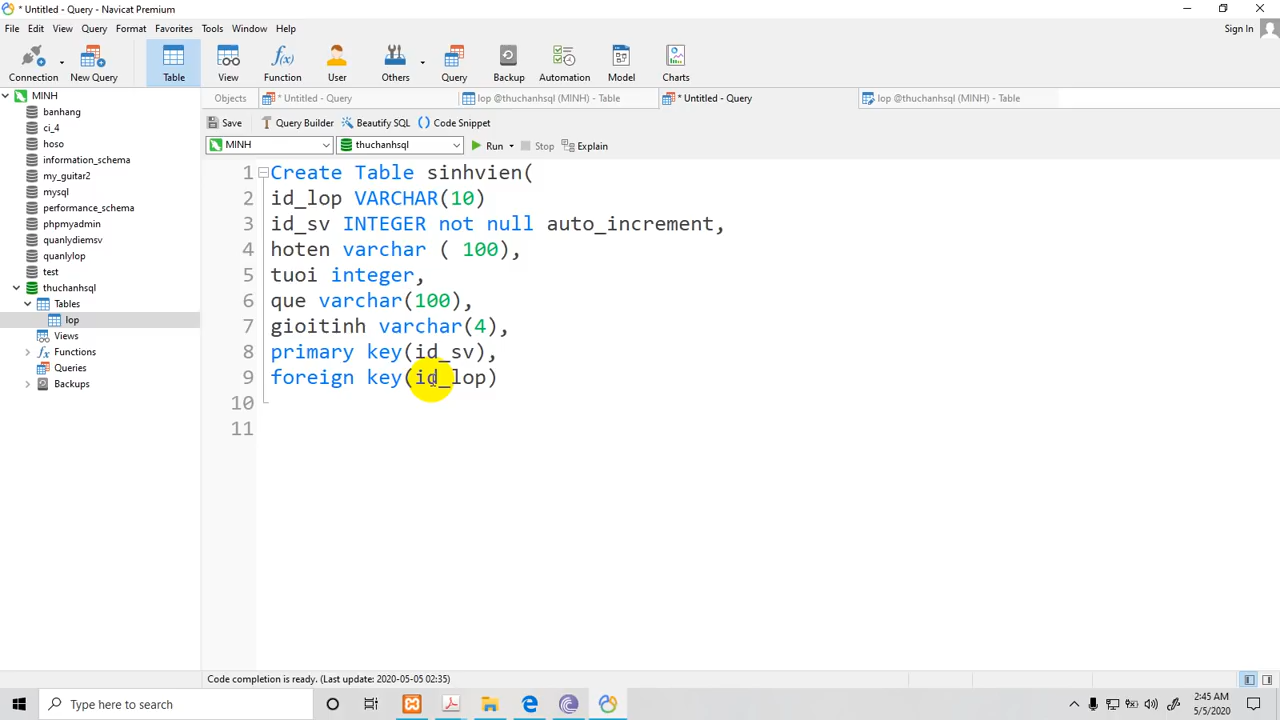 * Untitled - Query - Navicat Premium
File Edit View Query Format Favorites Tools Window Help
Sign In
Connection New Query Table View Function User Others Query Backup Automation Model Charts
MINH
banhang
ci_4
hoso
information_schema
my_guitar2
mysql
performance_schema
phpmyadmin
quanlydiemsv
quanlylop
test
thuchanhsql
Tables
lop
Views
Functions
Queries
Backups
Objects * Untitled - Query lop @thuchanhsql (MINH) - Table * Untitled - Query lop @thuchanhsql (MINH) - Table
Save Query Builder Beautify SQL () Code Snippet
MINH thuchanhsql Run Stop Explain
1 Create Table sinhvien(
2 id_lop VARCHAR(10)
3 id_sv INTEGER not null auto_increment,
4 hoten varchar ( 100),
5 tuoi integer,
6 que varchar(100),
7 gioitinh varchar(4),
8 primary key(id_sv),
9 foreign key(id_lop)
10
11
Code completion is ready. (Last update: 2020-05-05 02:35)
Type here to search
2:45 AM
5/5/2020